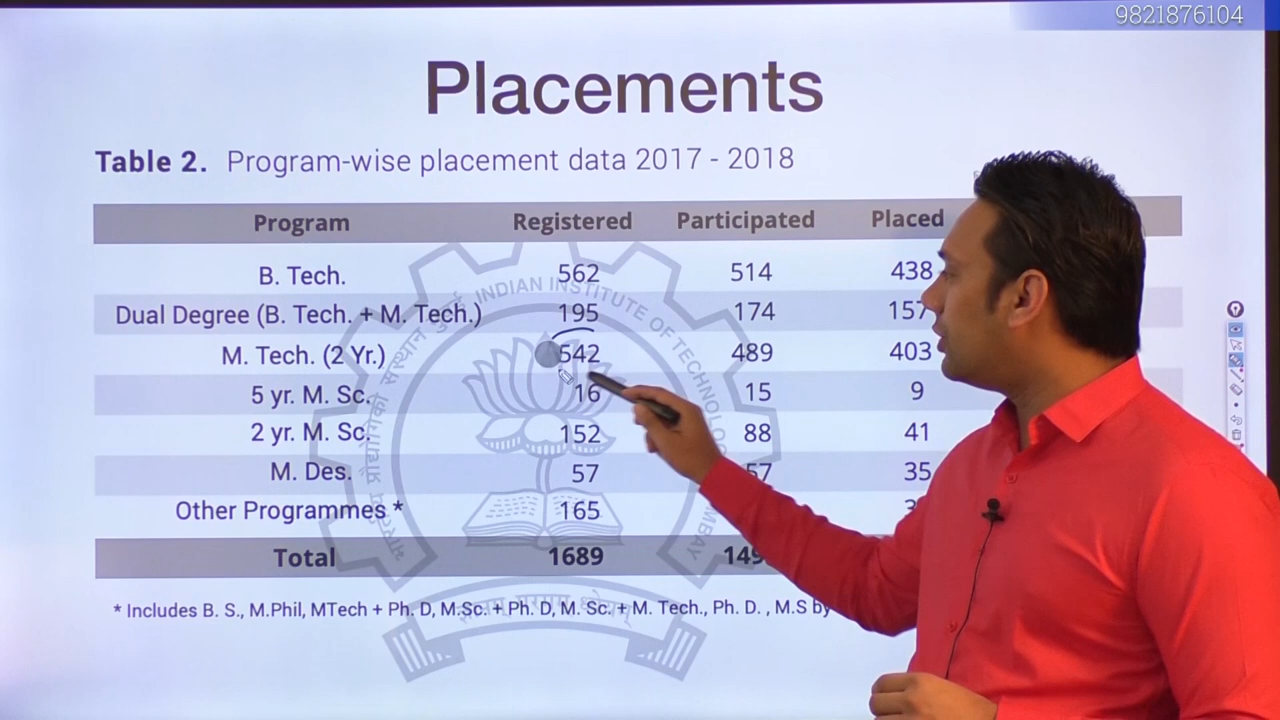 9821876104
Placements
Table 2. Program-wise placement data 2017 - 2018
Program Registered Participated Placed
B. Tech. 562 514 438
Dual Degree (B. Tech. + M. Tech.) 195 174 157
M. Tech. (2 Yr.) 542 489 403
5 yr. M. Sc. 16 15 9
2 yr. M. Sc. 152 88 41
M. Des. 57 57 35
Other Programmes * 165
Total 1689
* Includes B. S., M.Phil, MTech + Ph. D, M.Sc. + Ph. D, M. Sc. + M. Tech., Ph. D. , M.S by
INDIAN INSTITUTE OF TECHNOLOGY